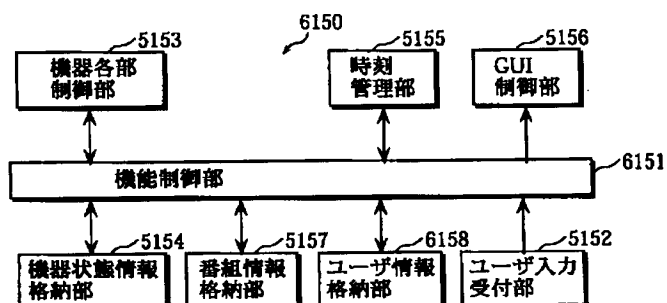 6150
5153
5155
5156
機器各部
制御部
時刻
管理部
GUI
制御部
6151
機能制御部
5154
5157
6158
5152
機器状態情報
格納部
番組情報
格納部
ユーザ情報
格納部
ユーザ入力
受付部